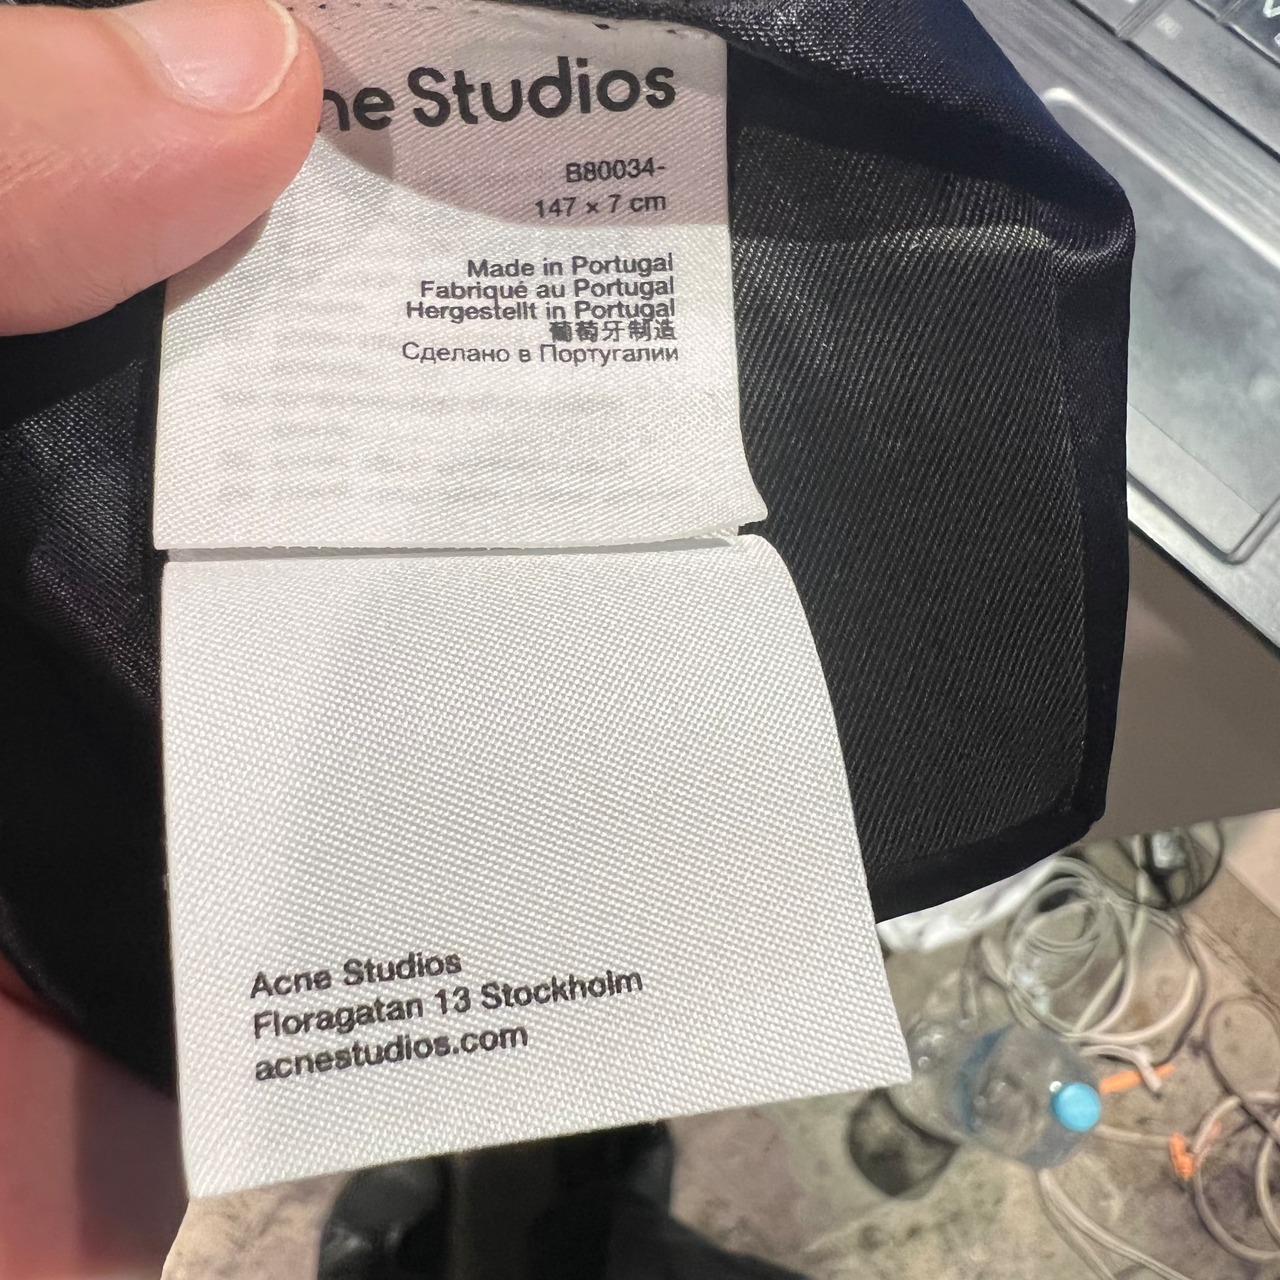 ne Studios
B80034-
147 × 7 cm
Made in Portugal
Fabriqué au Portugal
Hergestellt in Portugal
葡萄牙制造
Сделано в Португалии
Acne Studios
Floragatan 13 Stockholm
acnestudios.com